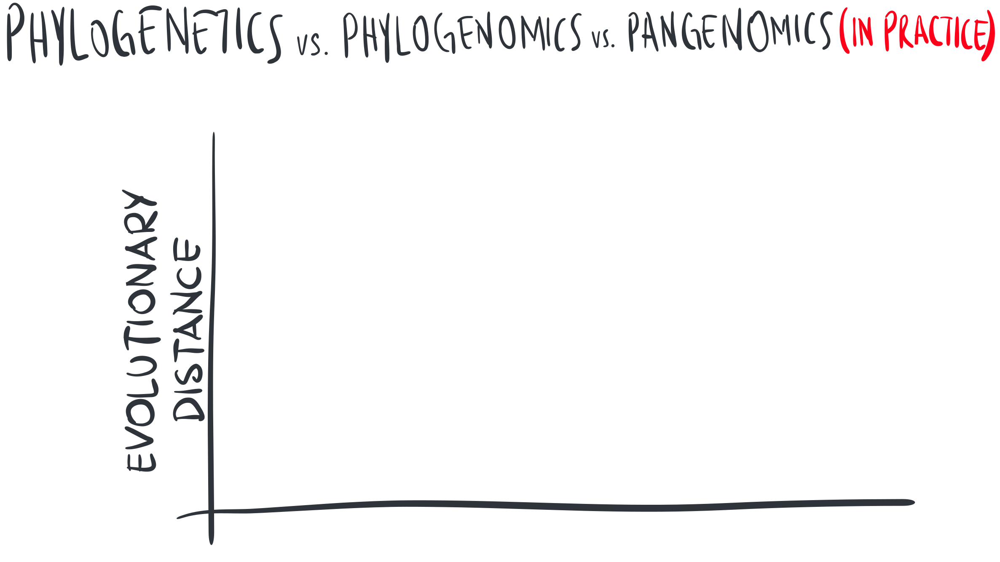 PHYLOGENETICS vs. PHYLOGENOMICS vs. PANGENOMICS (IN PRACTICE)
EVOLUTIONARY
DISTANCE